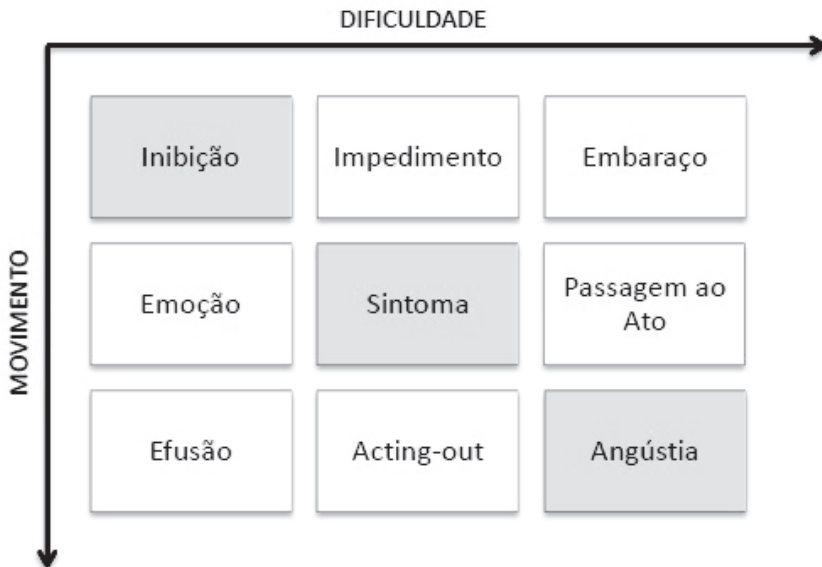 DIFICULDADE
MOVIMENTO
Inibição
Impedimento
Embaraço
Emoção
Sintoma
Passagem ao
Ato
Efusão
Acting-out
Angústia